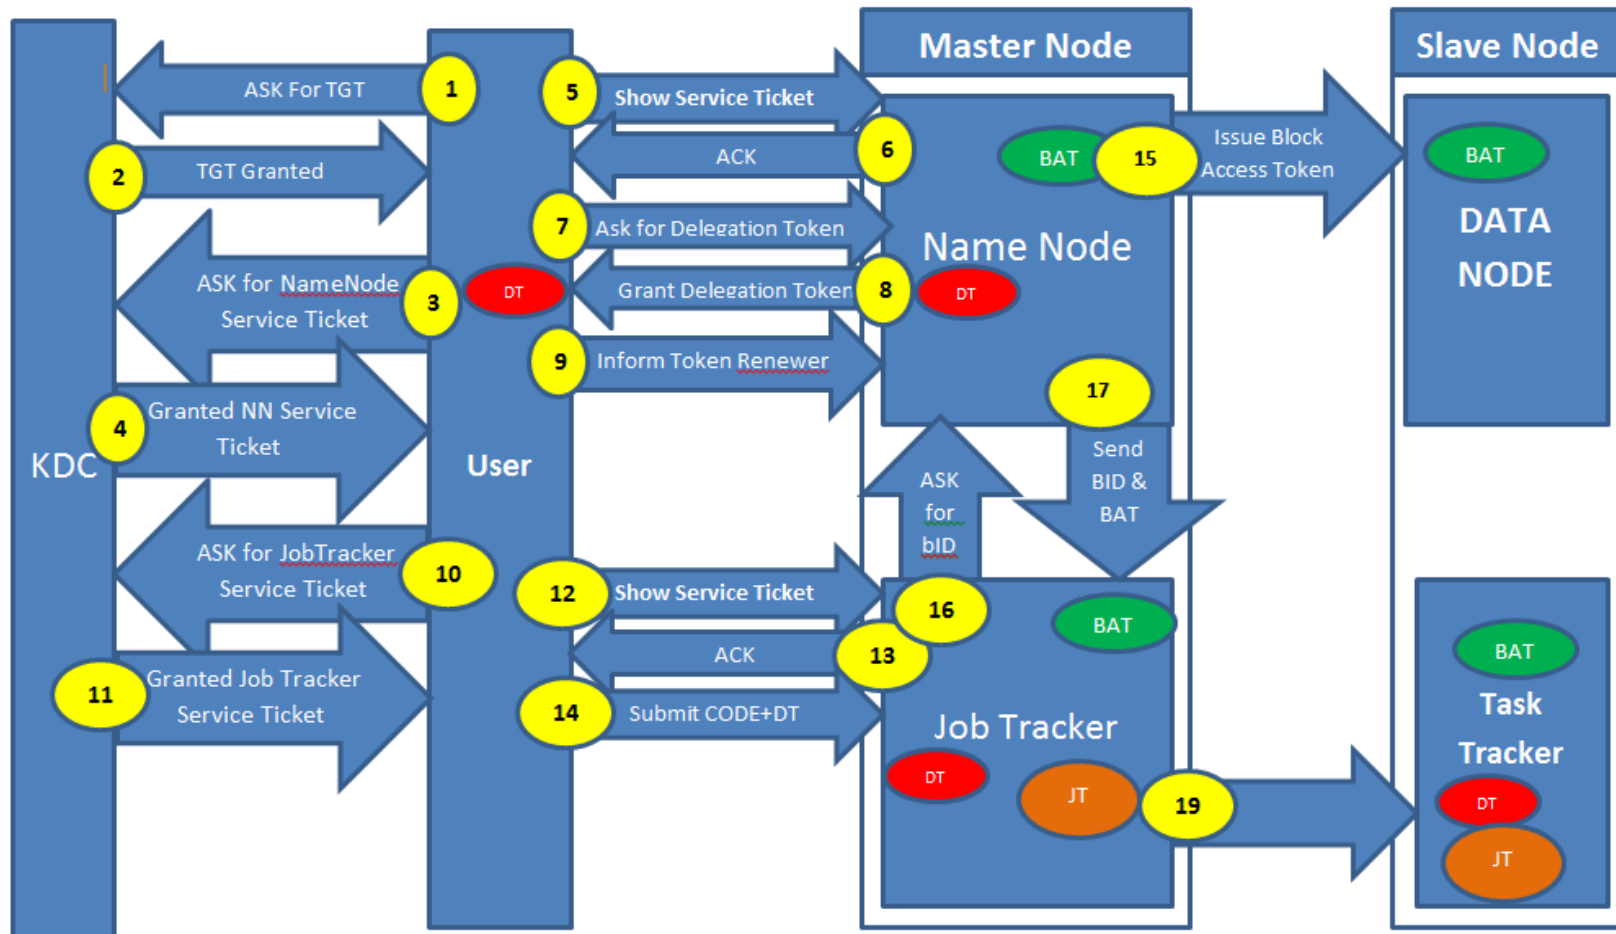 Master Node
Slave Node
1
ASK For TGT
2
TGT Granted
3
ASK for NameNode
Service Ticket
4
Granted NN Service
Ticket
KDC
User
DT
5
Show Service Ticket
6
ACK
7
Ask for Delegation Token
8
Grant Delegation Token
9
Inform Token Renewer
BAT
15
Issue Block
Access Token
Name Node
DT
BAT
DATA
NODE
17
Send
BID &
BAT
ASK
for
bID
16
10
ASK for JobTracker
Service Ticket
11
Granted Job Tracker
Service Ticket
12
Show Service Ticket
13
ACK
14
Submit CODE+DT
BAT
Job Tracker
DT
JT
19
BAT
Task
Tracker
DT
JT